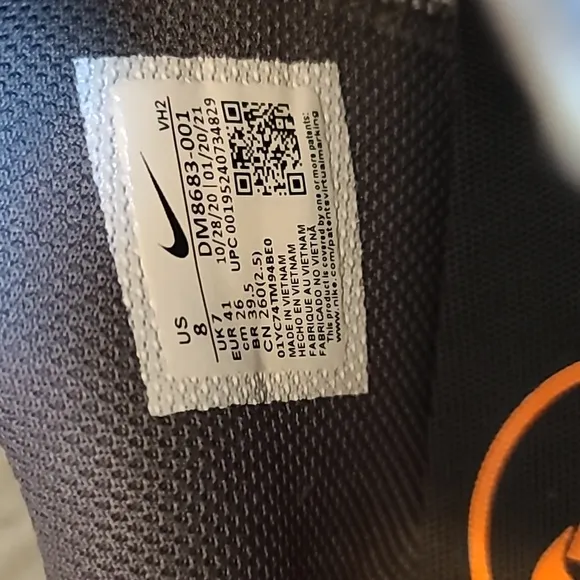 VH2
US
8
DM8683-001
10/28/20|01/20/21
UPC 00195240734829
UK 7
EUR 41
cm 26
BR 39.5
CN 260(2.5)
01YC74TM94BE0
MADE IN VIETNAM
HECHO EN VIETNAM
FABRIQUE AU VIETNAM
FABRICADO NO VIETNÃ
This product is covered by one or more patents:
www.nike.com/patentsvirtualmarking